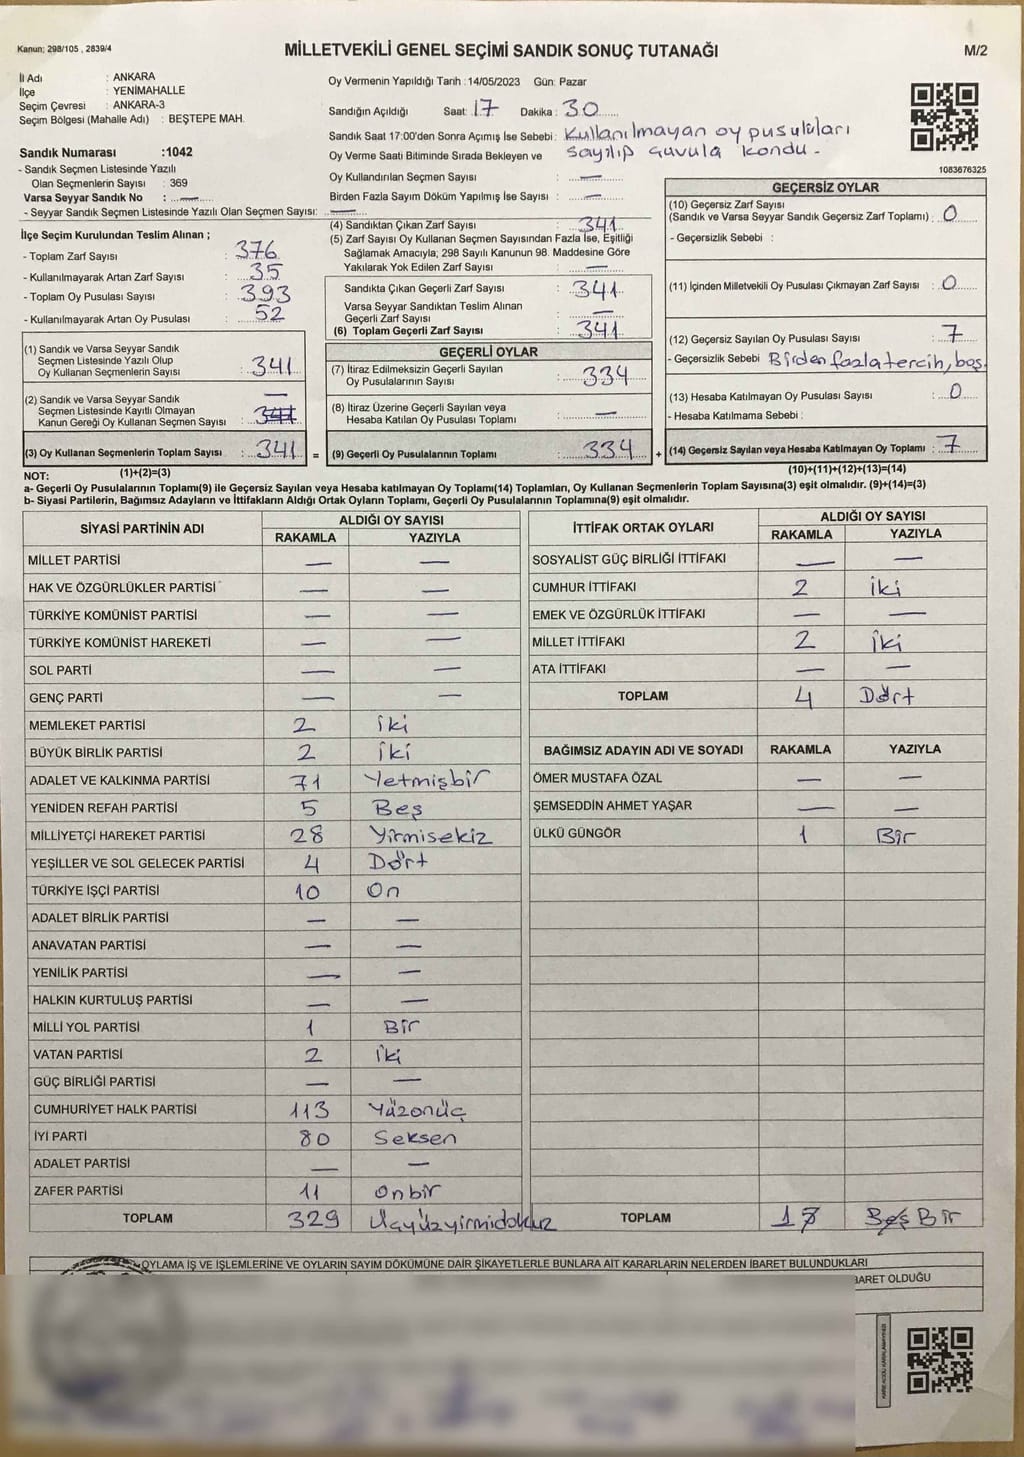 Kanun; 298/105 , 2839/4
MİLLETVEKİLİ GENEL SEÇİMİ SANDIK SONUÇ TUTANAĞI
M/2
İl Adı : ANKARA
İlçe : YENİMAHALLE
Seçim Çevresi : ANKARA-3
Seçim Bölgesi (Mahalle Adı) : BEŞTEPE MAH.
Oy Vermenin Yapıldığı Tarih : 14/05/2023 Gün: Pazar
Sandığın Açıldığı Saat: 17 Dakika : 30
Sandık Saat 17:00'den Sonra Açımış İse Sebebi: Kullanılmayan oy pusulaları
sayılıp çuvula kondu.
Sandık Numarası :1042
- Sandık Seçmen Listesinde Yazılı
Olan Seçmenlerin Sayısı : 369
Varsa Seyyar Sandık No : —
- Seyyar Sandık Seçmen Listesinde Yazılı Olan Seçmen Sayısı: —
Oy Verme Saati Bitiminde Sırada Bekleyen ve
Oy Kullandırılan Seçmen Sayısı : —
Birden Fazla Sayım Döküm Yapılmış İse Sayısı : —
1083676325
İlçe Seçim Kurulundan Teslim Alınan ;
- Toplam Zarf Sayısı : 376
- Kullanılmayarak Artan Zarf Sayısı : 35
- Toplam Oy Pusulası Sayısı : 393
- Kullanılmayarak Artan Oy Pusulası : 52
(4) Sandıktan Çıkan Zarf Sayısı : 341
(5) Zarf Sayısı Oy Kullanan Seçmen Sayısından Fazla İse, Eşitliği
Sağlamak Amacıyla; 298 Sayılı Kanunun 98. Maddesine Göre
Yakılarak Yok Edilen Zarf Sayısı : —
Sandıkta Çıkan Geçerli Zarf Sayısı : 341
Varsa Seyyar Sandıktan Teslim Alınan
Geçerli Zarf Sayısı : —
(6) Toplam Geçerli Zarf Sayısı : 341
GEÇERSİZ OYLAR
(10) Geçersiz Zarf Sayısı
(Sandık ve Varsa Seyyar Sandık Geçersiz Zarf Toplamı) : 0
- Geçersizlik Sebebi :
(11) İçinden Milletvekili Oy Pusulası Çıkmayan Zarf Sayısı : 0
(12) Geçersiz Sayılan Oy Pusulası Sayısı : 7
- Geçersizlik Sebebi Birden fazla tercih, boş.
(13) Hesaba Katılmayan Oy Pusulası Sayısı : 0
- Hesaba Katılmama Sebebi :
(14) Geçersiz Sayılan veya Hesaba Katılmayan Oy Toplamı : 7
(1) Sandık ve Varsa Seyyar Sandık
Seçmen Listesinde Yazılı Olup
Oy Kullanan Seçmenlerin Sayısı : 341
(2) Sandık ve Varsa Seyyar Sandık —
Seçmen Listesinde Kayıtlı Olmayan
Kanun Gereği Oy Kullanan Seçmen Sayısı : 341
(3) Oy Kullanan Seçmenlerin Toplam Sayısı : 341 =
GEÇERLİ OYLAR
(7) İtiraz Edilmeksizin Geçerli Sayılan
Oy Pusulalarının Sayısı : 334
(8) İtiraz Üzerine Geçerli Sayılan veya
Hesaba Katılan Oy Pusulası Toplamı : —
(9) Geçerli Oy Pusulalarının Toplamı : 334 +
NOT: (1)+(2)=(3) (10)+(11)+(12)+(13)=(14)
a- Geçerli Oy Pusulalarının Toplamı(9) ile Geçersiz Sayılan veya Hesaba katılmayan Oy Toplamı(14) Toplamları, Oy Kullanan Seçmenlerin Toplam Sayısına(3) eşit olmalıdır. (9)+(14)=(3)
b- Siyasi Partilerin, Bağımsız Adayların ve İttifakların Aldığı Ortak Oyların Toplamı, Geçerli Oy Pusulalarının Toplamına(9) eşit olmalıdır.
SİYASİ PARTİNİN ADI ALDIĞI OY SAYISI
RAKAMLA YAZIYLA
MİLLET PARTİSİ — —
HAK VE ÖZGÜRLÜKLER PARTİSİ — —
TÜRKİYE KOMÜNİST PARTİSİ — —
TÜRKİYE KOMÜNİST HAREKETİ — —
SOL PARTİ — —
GENÇ PARTİ — —
MEMLEKET PARTİSİ 2 iki
BÜYÜK BİRLİK PARTİSİ 2 iki
ADALET VE KALKINMA PARTİSİ 71 Yetmişbir
YENİDEN REFAH PARTİSİ 5 Beş
MİLLİYETÇİ HAREKET PARTİSİ 28 Yirmisekiz
YEŞİLLER VE SOL GELECEK PARTİSİ 4 Dört
TÜRKİYE İŞÇİ PARTİSİ 10 On
ADALET BİRLİK PARTİSİ — —
ANAVATAN PARTİSİ — —
YENİLİK PARTİSİ — —
HALKIN KURTULUŞ PARTİSİ — —
MİLLİ YOL PARTİSİ 1 Bir
VATAN PARTİSİ 2 iki
GÜÇ BİRLİĞİ PARTİSİ — —
CUMHURİYET HALK PARTİSİ 113 Yüzonüç
İYİ PARTİ 80 Seksen
ADALET PARTİSİ — —
ZAFER PARTİSİ 11 Onbir
TOPLAM 329 Üçyüzyirmidokuz
İTTİFAK ORTAK OYLARI ALDIĞI OY SAYISI
RAKAMLA YAZIYLA
SOSYALİST GÜÇ BİRLİĞİ İTTİFAKI — —
CUMHUR İTTİFAKI 2 iki
EMEK VE ÖZGÜRLÜK İTTİFAKI — —
MİLLET İTTİFAKI 2 iki
ATA İTTİFAKI — —
TOPLAM 4 Dört
BAĞIMSIZ ADAYIN ADI VE SOYADI RAKAMLA YAZIYLA
ÖMER MUSTAFA ÖZAL — —
ŞEMSEDDİN AHMET YAŞAR — —
ÜLKÜ GÜNGÖR 1 Bir
TOPLAM 1 Beş Bir
OYLAMA İŞ VE İŞLEMLERİNE VE OYLARIN SAYIM DÖKÜMÜNE DAİR ŞİKAYETLERLE BUNLARA AİT KARARLARIN NELERDEN İBARET BULUNDUKLARI
BARET OLDUĞU